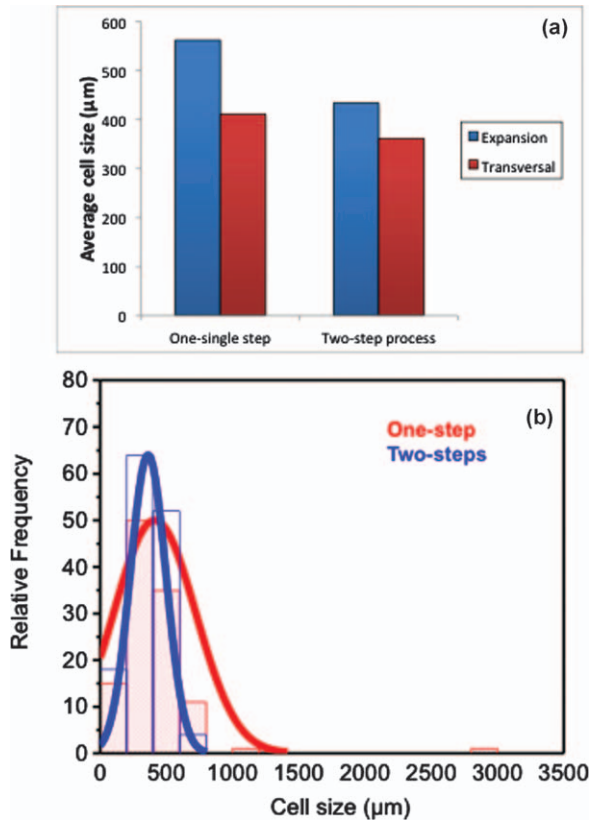 (a)
Average cell size (µm)
600
500
400
300
200
100
0
One-single step
Two-step process
Expansion
Transversal
(b)
Relative Frequency
80
70
60
50
40
30
20
10
0
One-step
Two-steps
0
500
1000
1500
2000
2500
3000
3500
Cell size (µm)